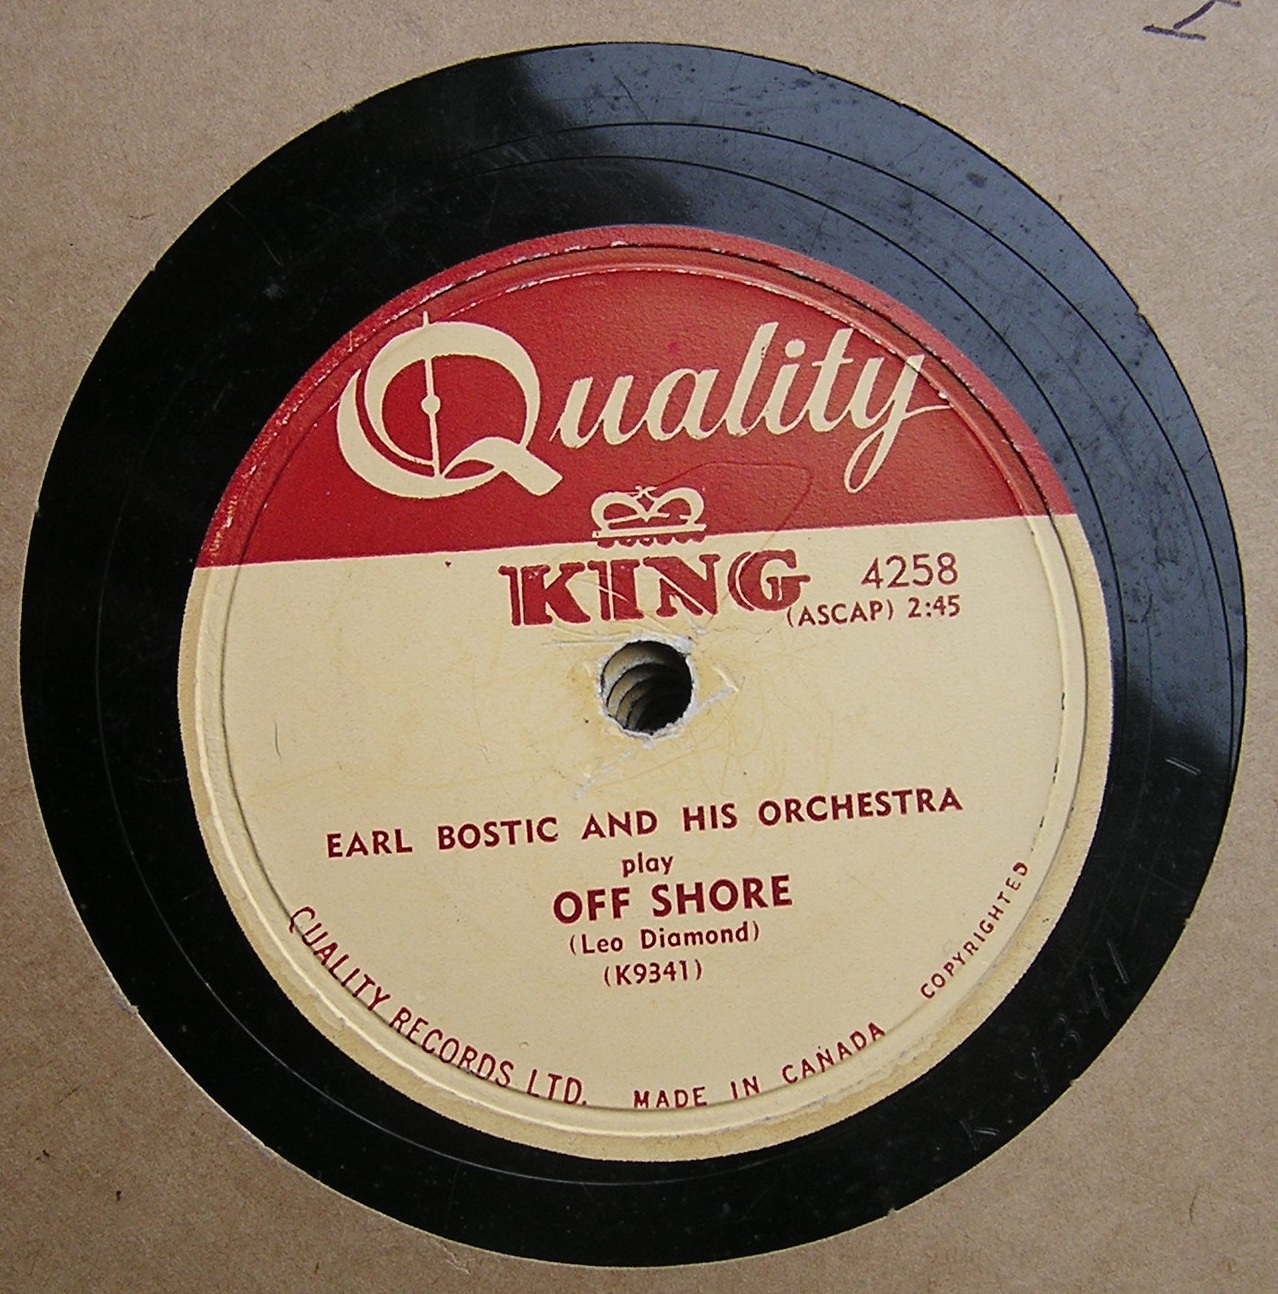 Quality
KING
4258
(ASCAP) 2:45
EARL BOSTIC AND HIS ORCHESTRA
play
OFF SHORE
(Leo Diamond)
(K9341)
QUALITY RECORDS LTD. MADE IN CANADA COPYRIGHTED
K 9341